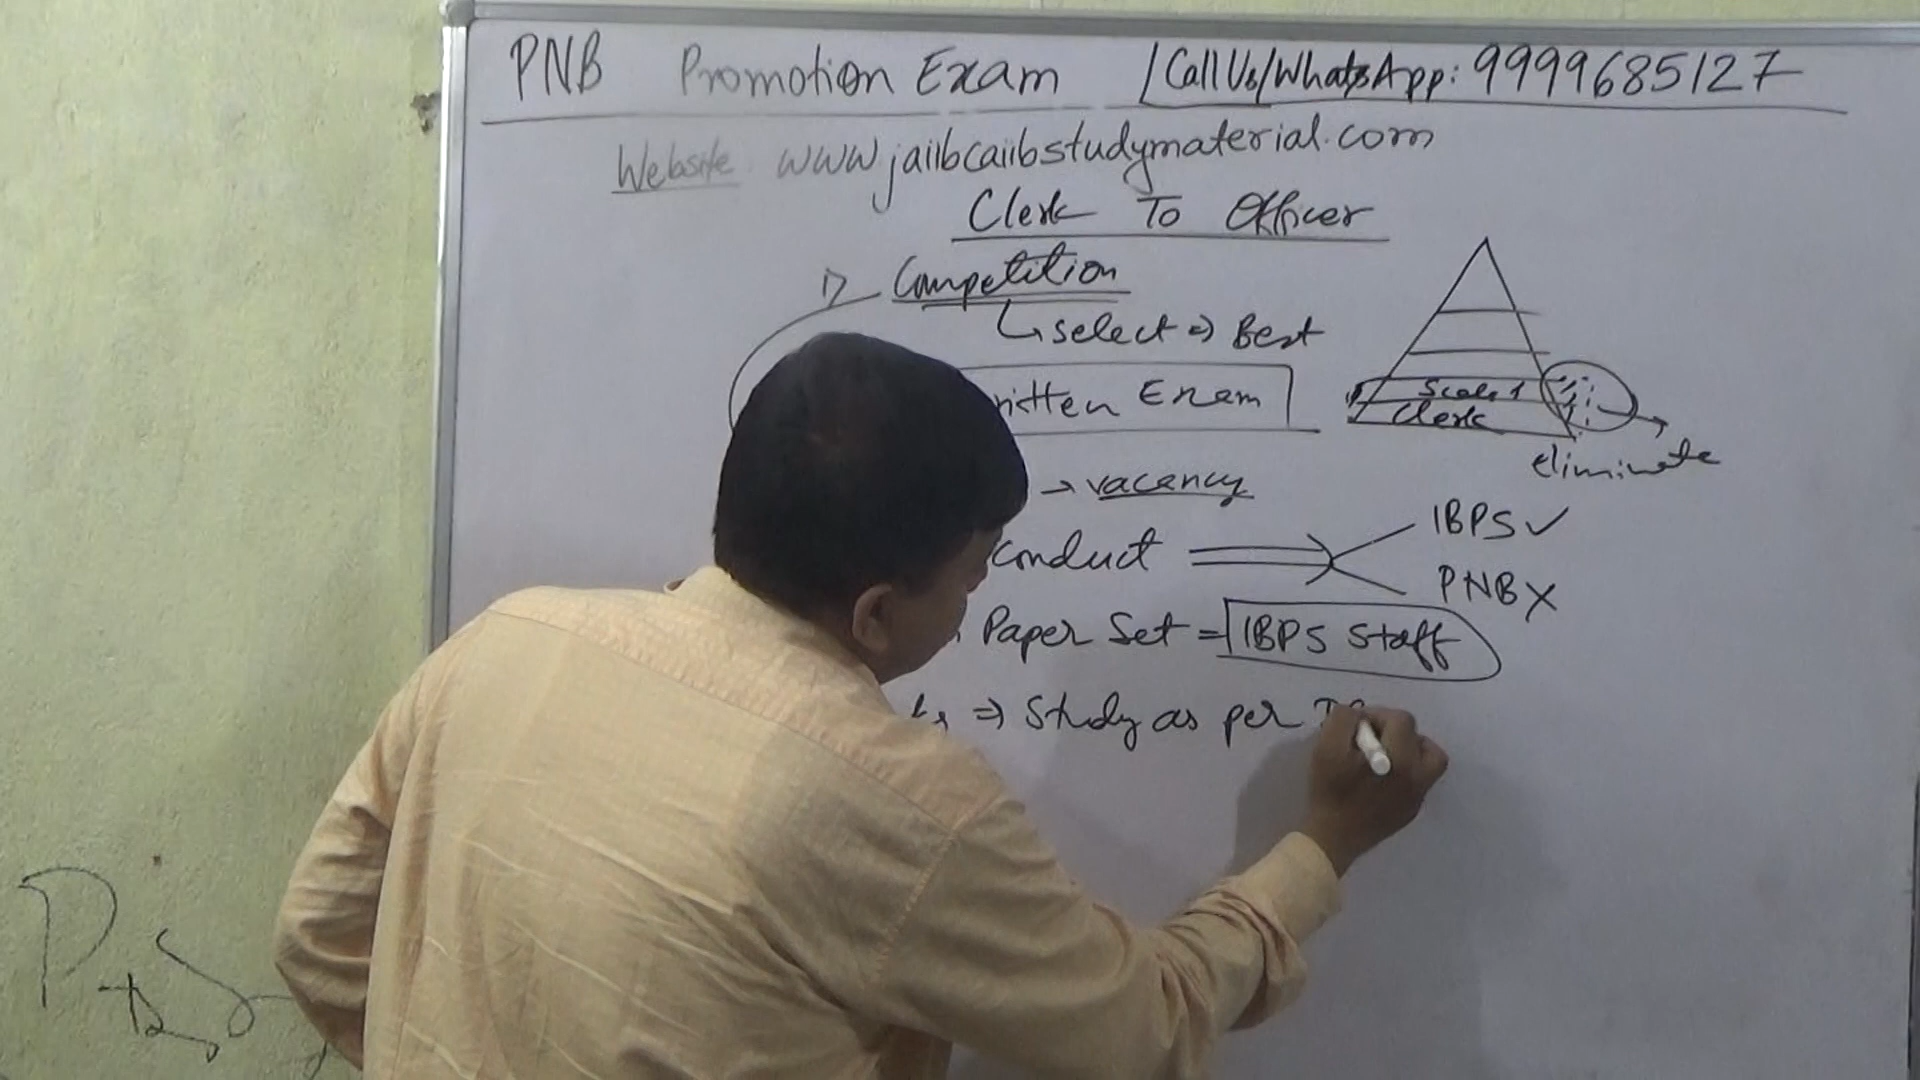 PNB Promotion Exam / Call Us/WhatsApp: 9999685127
Website www.jaiibcaiibstudymaterial.com
Clerk To Officer
1) Competition
↳ select ⇒ Best
ritten Exam
Scale 1
Clerk
eliminate
→ vacancy
conduct
IBPS ✓
PNB X
Paper Set = IBPS Staff
⇒ Study as per